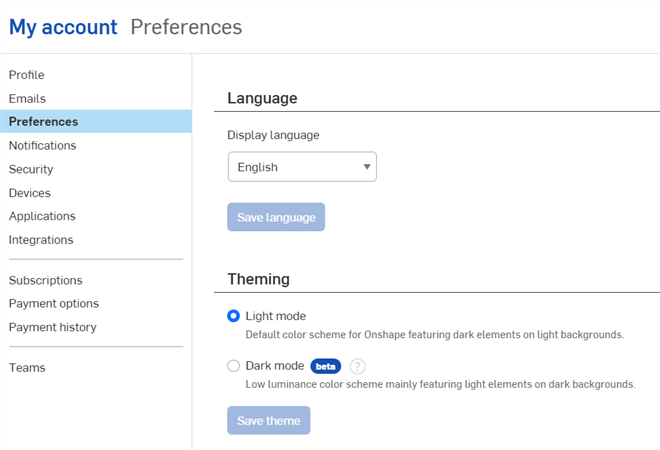 My account Preferences
Profile
Emails
Preferences
Notifications
Security
Devices
Applications
Integrations
Subscriptions
Payment options
Payment history
Teams
Language
Display language
English
Save language
Theming
Light mode
Default color scheme for Onshape featuring dark elements on light backgrounds.
Dark mode beta ?
Low luminance color scheme mainly featuring light elements on dark backgrounds.
Save theme